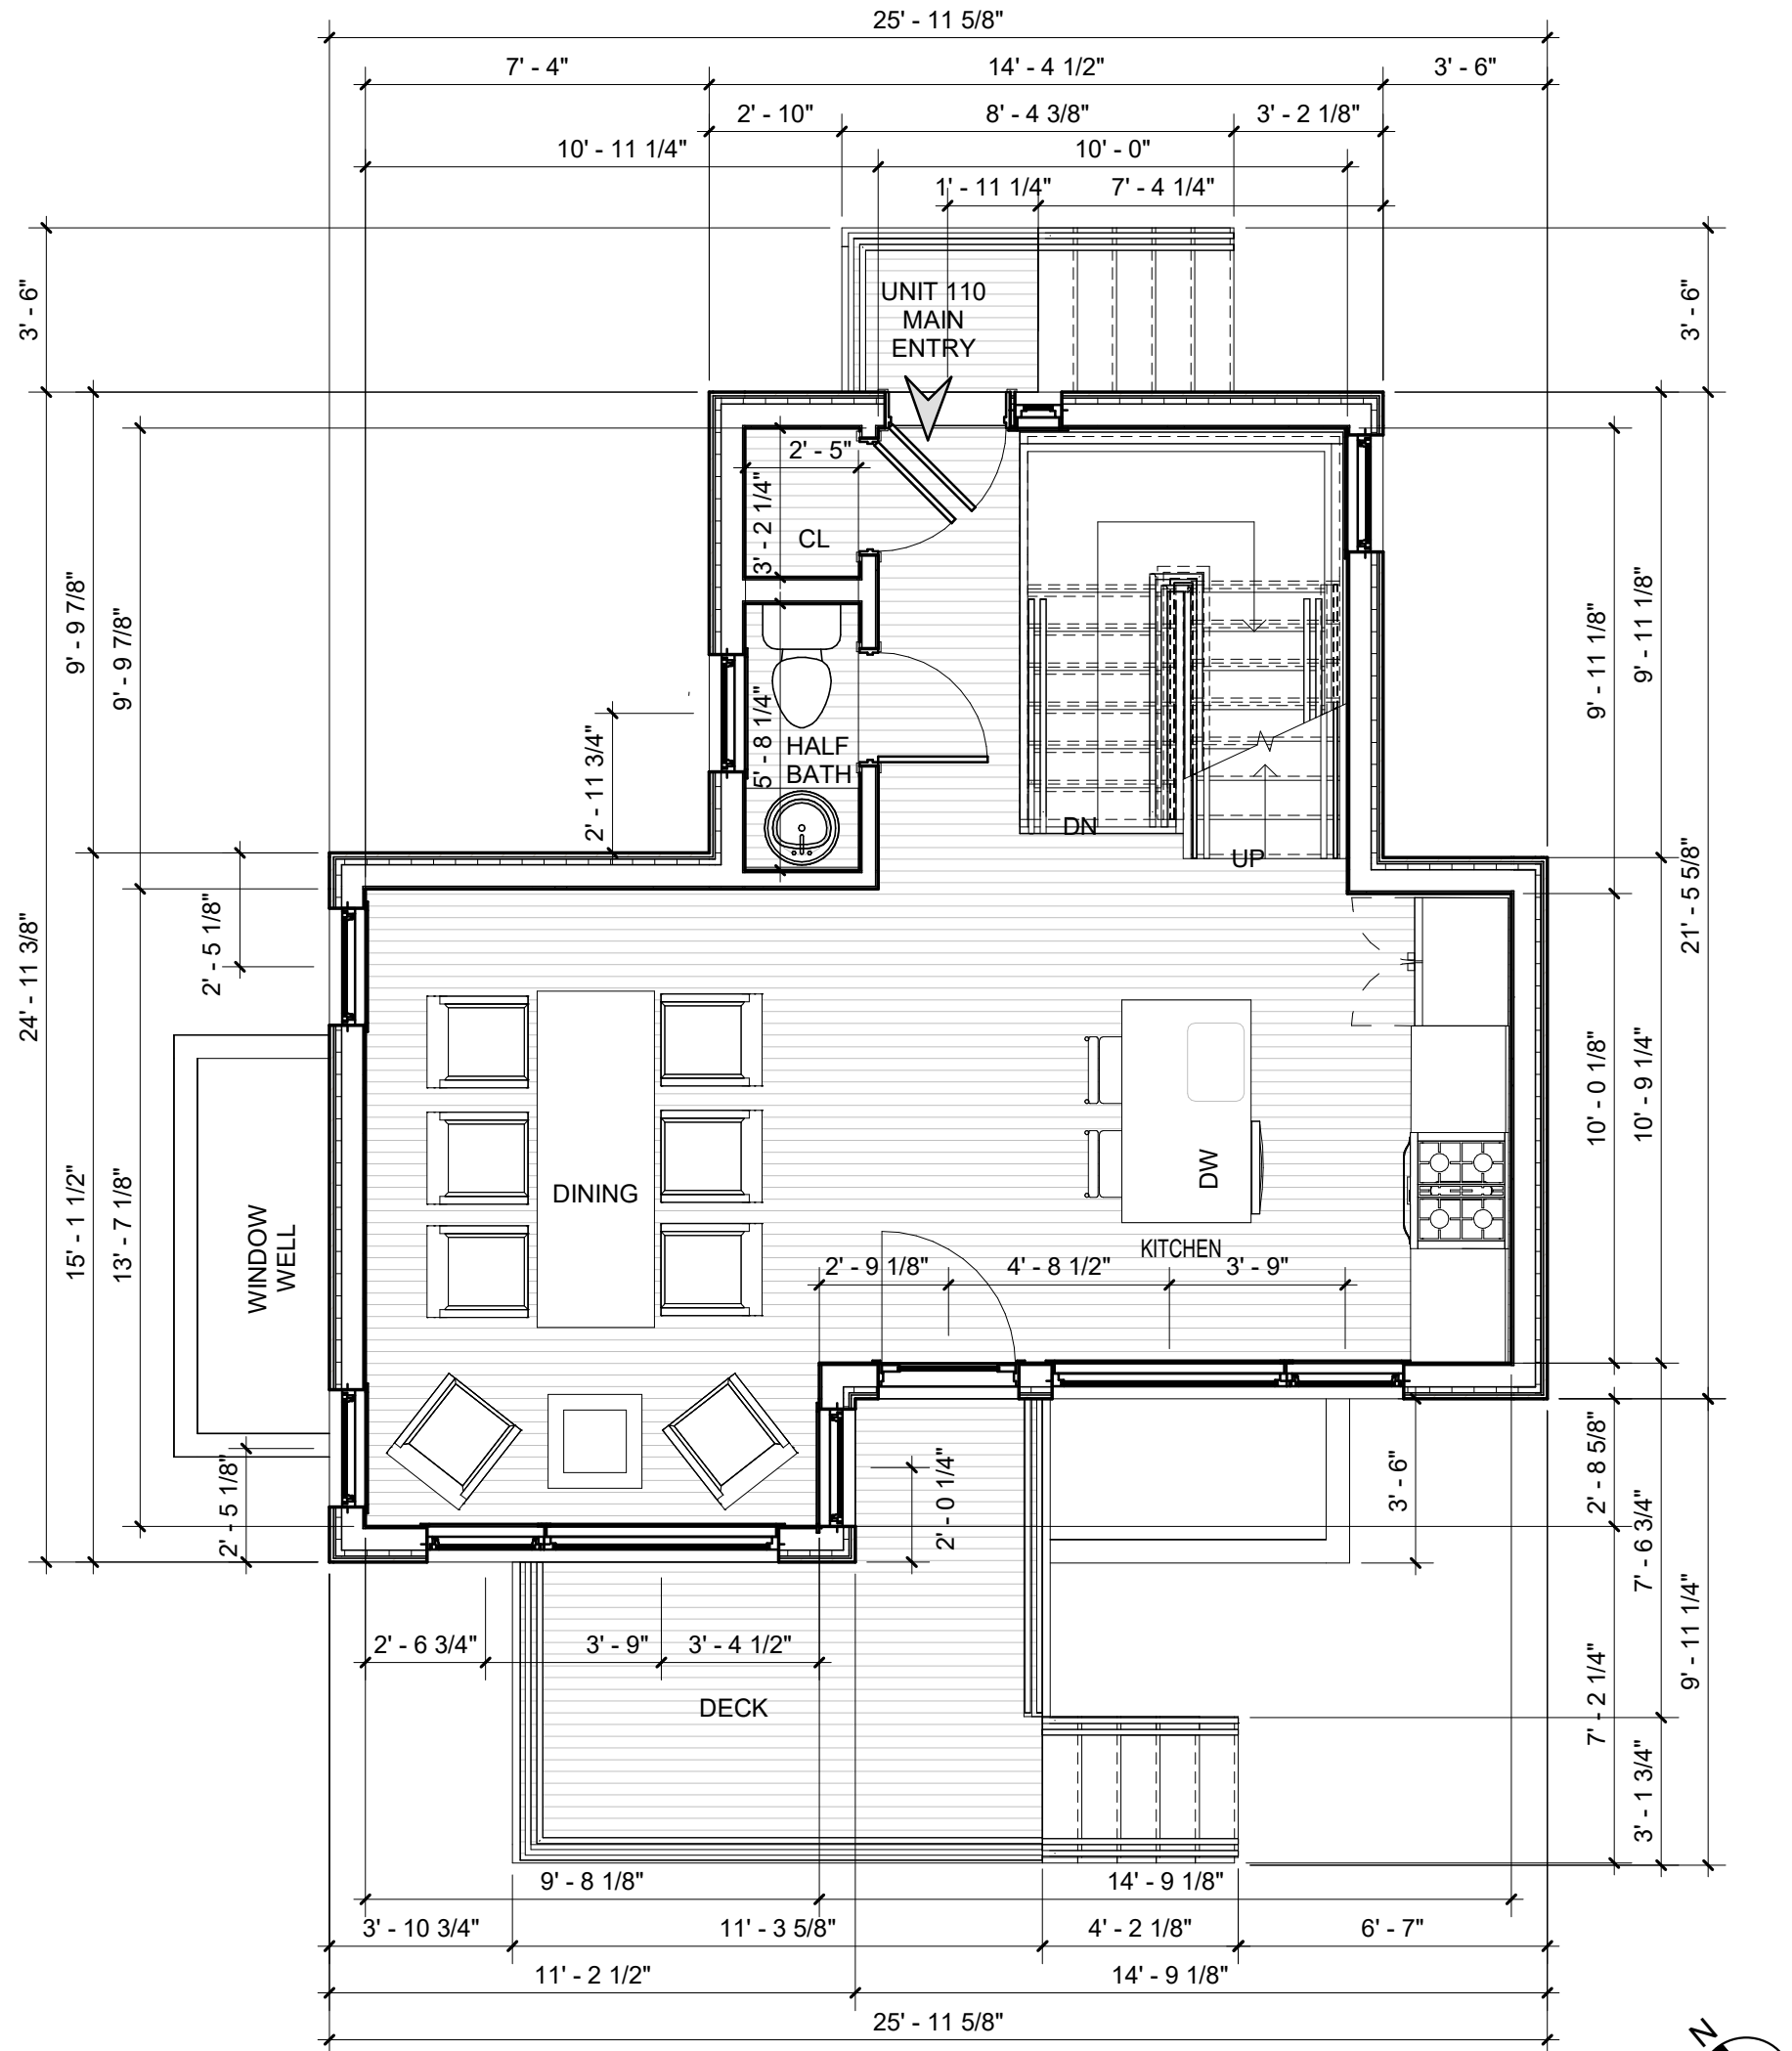 25' - 11 5/8"
7' - 4"
14' - 4 1/2"
3' - 6"
2' - 10"
8' - 4 3/8"
3' - 2 1/8"
10' - 11 1/4"
10' - 0"
1' - 11 1/4"
7' - 4 1/4"
3' - 6"
3' - 6"
UNIT 110
MAIN
ENTRY
2' - 5"
3' - 2 1/4"
CL
9' - 9 7/8"
9' - 9 7/8"
9' - 11 1/8"
9' - 11 1/8"
2' - 11 3/4"
5' - 8 1/4"
HALF
BATH
DN
UP
24' - 11 3/8"
2' - 5 1/8"
21' - 5 5/8"
15' - 1 1/2"
13' - 7 1/8"
WINDOW
WELL
DINING
DW
KITCHEN
10' - 0 1/8"
10' - 9 1/4"
2' - 9 1/8"
4' - 8 1/2"
3' - 9"
2' - 5 1/8"
2' - 0 1/4"
3' - 6"
2' - 8 5/8"
7' - 6 3/4"
9' - 11 1/4"
2' - 6 3/4"
3' - 9"
3' - 4 1/2"
DECK
7' - 2 1/4"
3' - 1 3/4"
9' - 8 1/8"
14' - 9 1/8"
3' - 10 3/4"
11' - 3 5/8"
4' - 2 1/8"
6' - 7"
11' - 2 1/2"
14' - 9 1/8"
25' - 11 5/8"
N